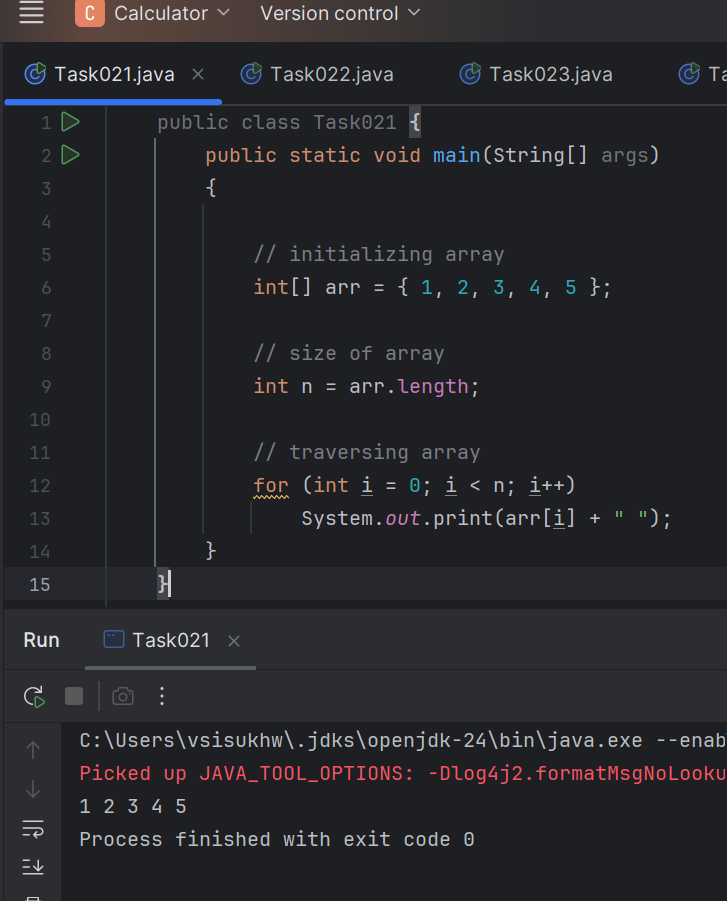 C Calculator Version control
Task021.java Task022.java Task023.java Ta
1 public class Task021 {
2 public static void main(String[] args)
3 {
4
5 // initializing array
6 int[] arr = { 1, 2, 3, 4, 5 };
7
8 // size of array
9 int n = arr.length;
10
11 // traversing array
12 for (int i = 0; i < n; i++)
13 System.out.print(arr[i] + " ");
14 }
15 }
Run Task021
C:\Users\vsisukhw\.jdks\openjdk-24\bin\java.exe --enab
Picked up JAVA_TOOL_OPTIONS: -Dlog4j2.formatMsgNoLooku
1 2 3 4 5
Process finished with exit code 0